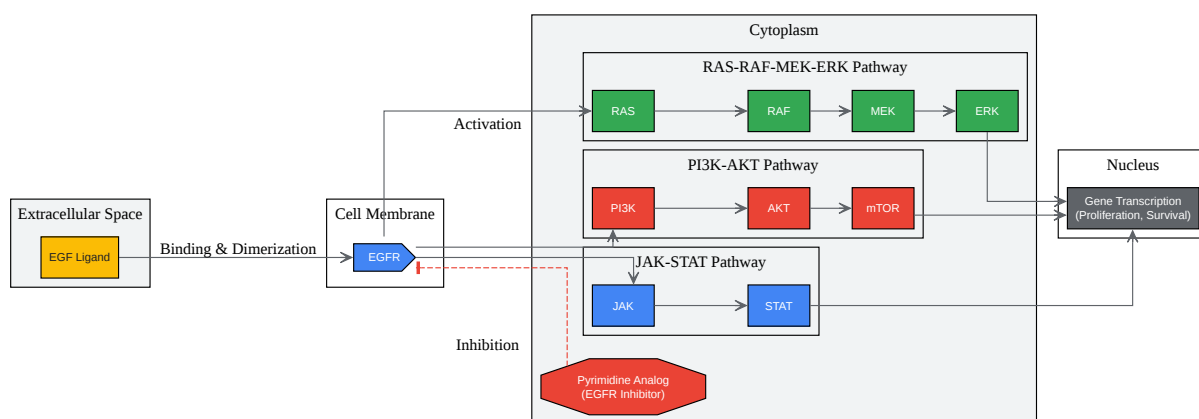 Cytoplasm
RAS-RAF-MEK-ERK Pathway
RAS
RAF
MEK
ERK
Activation
PI3K-AKT Pathway
PI3K
AKT
mTOR
Nucleus
Gene Transcription
(Proliferation, Survival)
Extracellular Space
EGF Ligand
Binding & Dimerization
Cell Membrane
EGFR
JAK-STAT Pathway
JAK
STAT
Inhibition
Pyrimidine Analog
(EGFR Inhibitor)